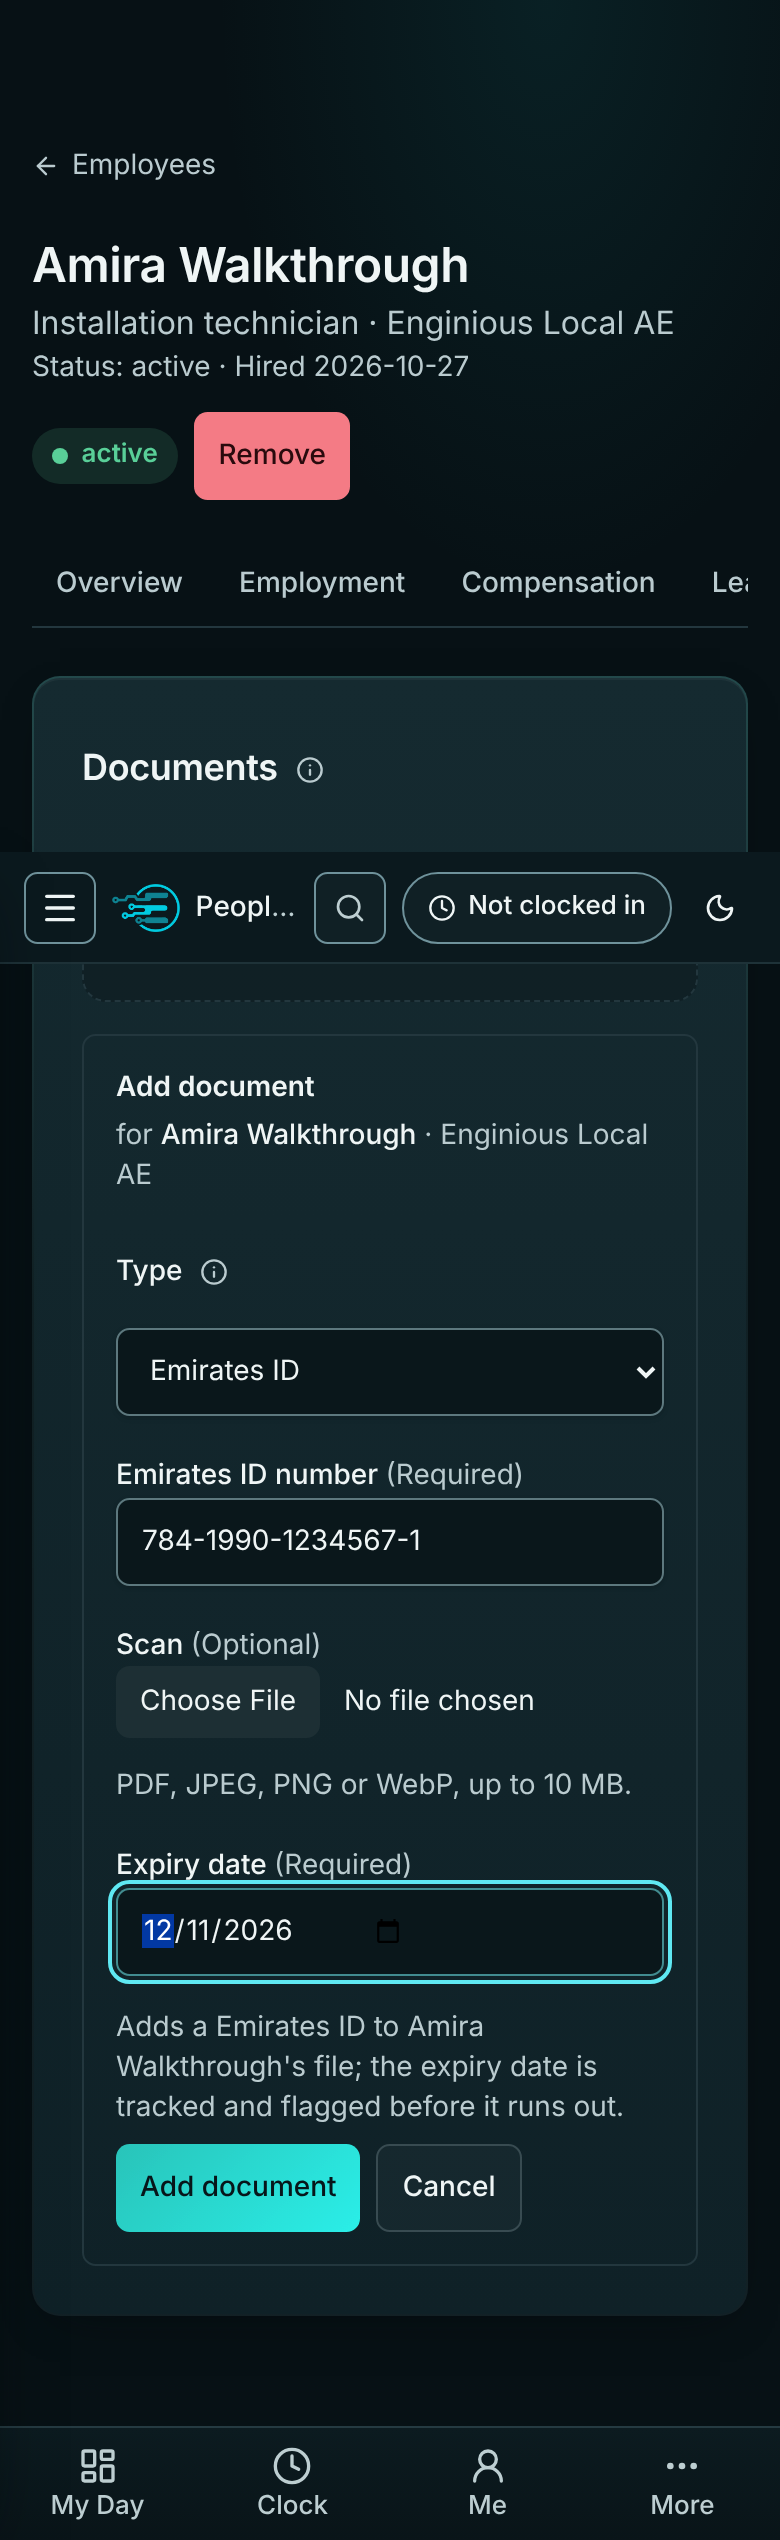 Employees
Amira Walkthrough
Installation technician · Enginious Local AE
Status: active · Hired 2026-10-27
active
Remove
Overview Employment Compensation Lea
Documents
Peopl...
Not clocked in
Add document
for Amira Walkthrough · Enginious Local
AE
Type
Emirates ID
Emirates ID number (Required)
784-1990-1234567-1
Scan (Optional)
Choose File No file chosen
PDF, JPEG, PNG or WebP, up to 10 MB.
Expiry date (Required)
12/11/2026
Adds a Emirates ID to Amira
Walkthrough's file; the expiry date is
tracked and flagged before it runs out.
Add document Cancel
My Day Clock Me More